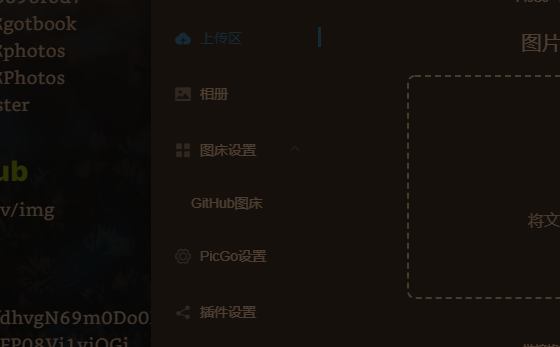 gotbook
photos
Photos
ster
ub
v/img
dhvgN69m0Do0
上传区
相册
图床设置
GitHub图床
PicGo设置
插件设置
图片
将文